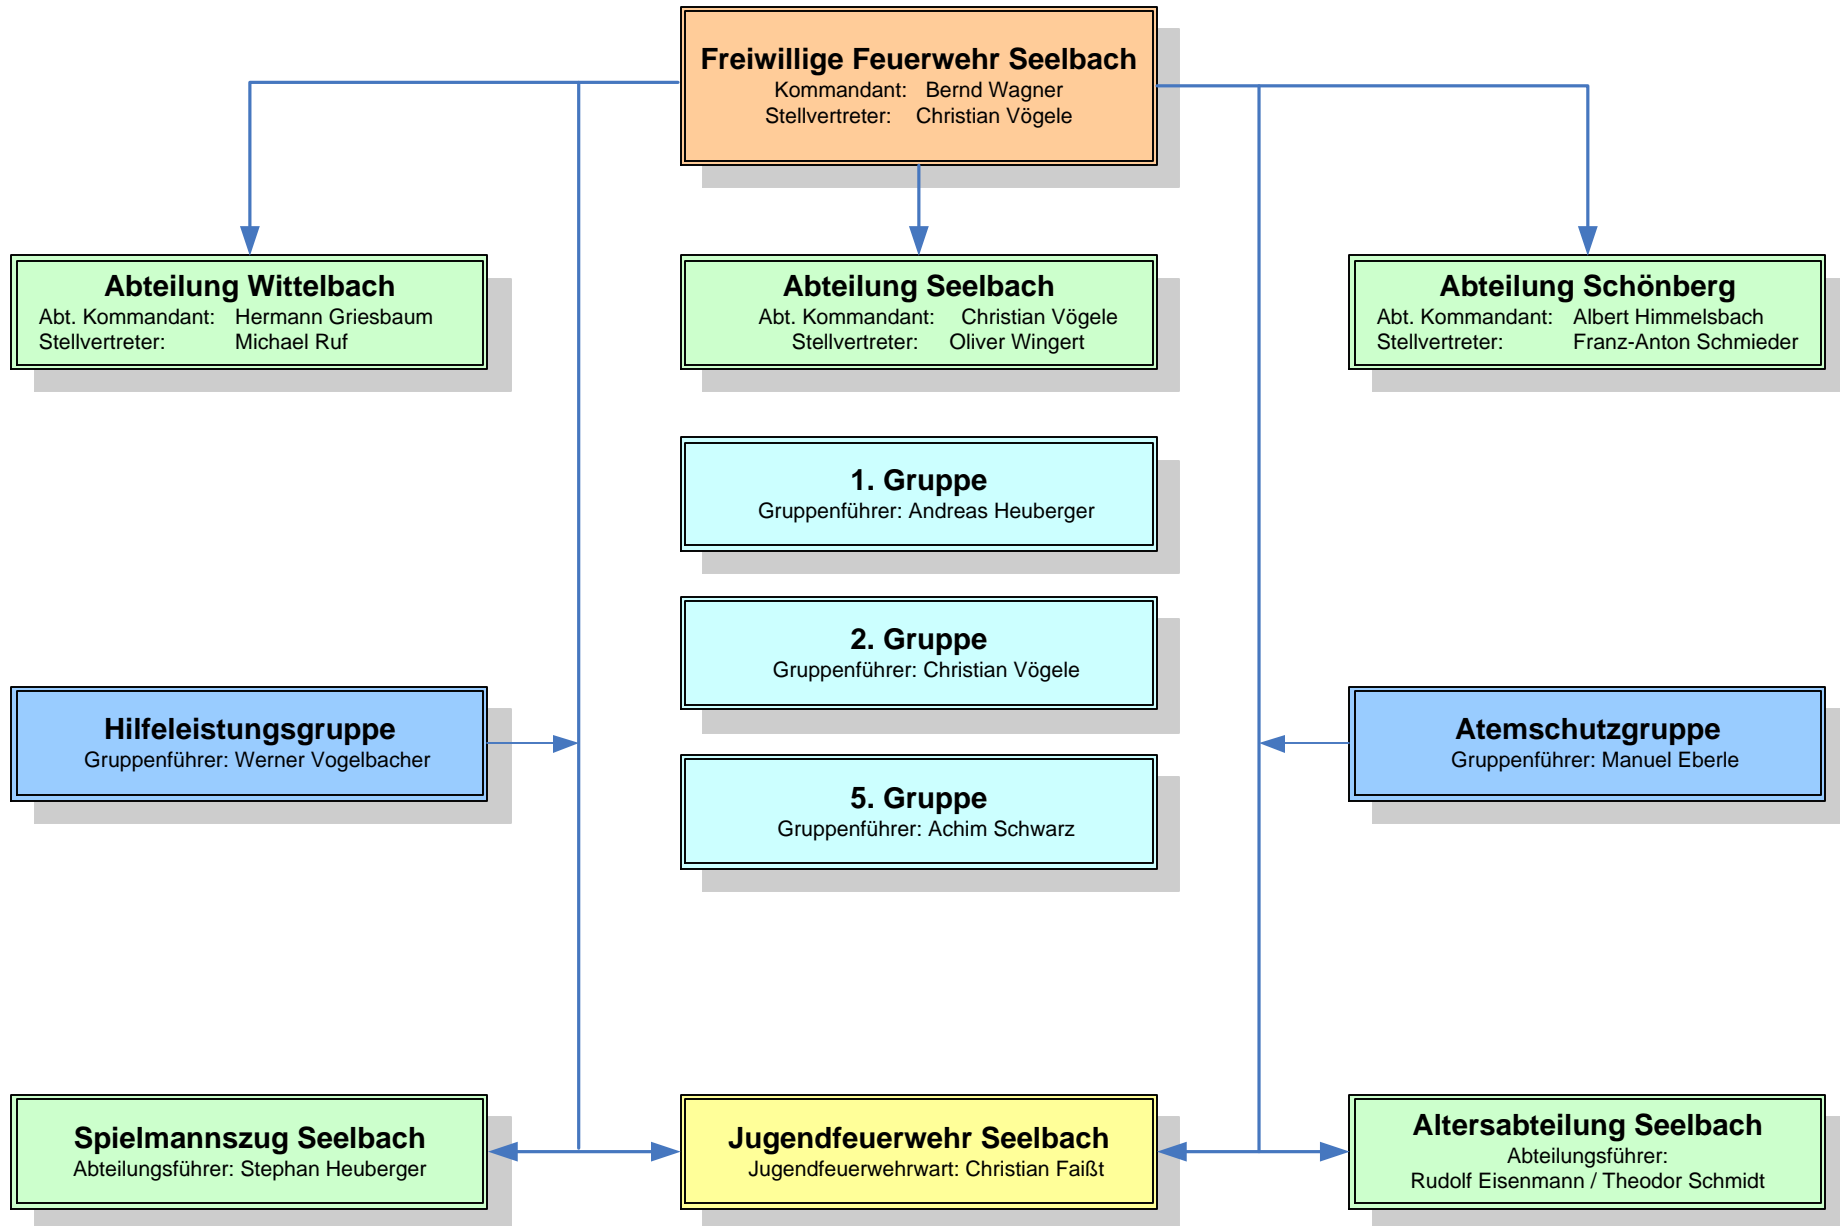 Freiwillige Feuerwehr Seelbach
Kommandant: Bernd Wagner
Stellvertreter: Christian Vögele
Abteilung Wittelbach
Abt. Kommandant: Hermann Griesbaum
Stellvertreter: Michael Ruf
Abteilung Seelbach
Abt. Kommandant: Christian Vögele
Stellvertreter: Oliver Wingert
Abteilung Schönberg
Abt. Kommandant: Albert Himmelsbach
Stellvertreter: Franz-Anton Schmieder
1. Gruppe
Gruppenführer: Andreas Heuberger
2. Gruppe
Gruppenführer: Christian Vögele
Hilfeleistungsgruppe
Gruppenführer: Werner Vogelbacher
Atemschutzgruppe
Gruppenführer: Manuel Eberle
5. Gruppe
Gruppenführer: Achim Schwarz
Spielmannszug Seelbach
Abteilungsführer: Stephan Heuberger
Jugendfeuerwehr Seelbach
Jugendfeuerwehrwart: Christian Faißt
Altersabteilung Seelbach
Abteilungsführer:
Rudolf Eisenmann / Theodor Schmidt